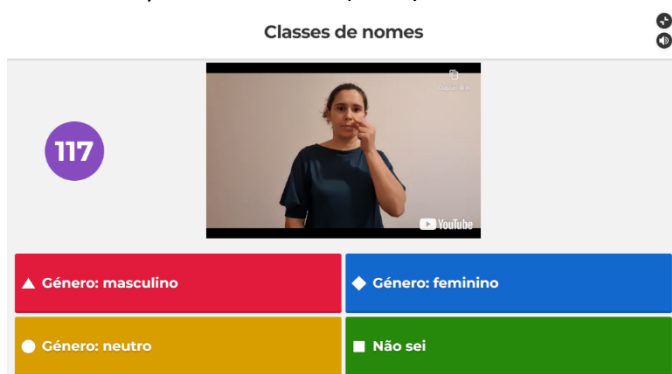 Classes de nomes
117
YouTube
Género: masculino
Género: feminino
Género: neutro
Não sei